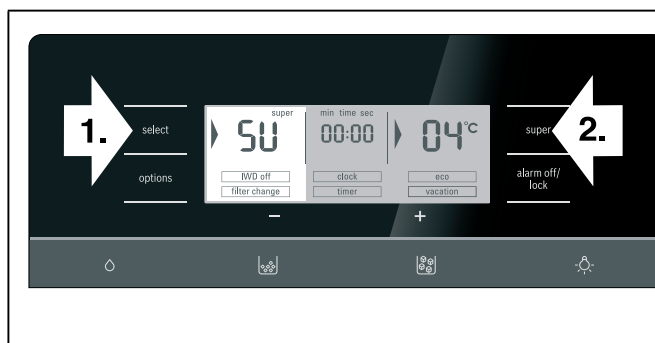 1.
select
options
super
SU
IWD off
filter change
min time sec
00:00
clock
timer
04°C
eco
vacation
super
2.
alarm off/
lock
− +